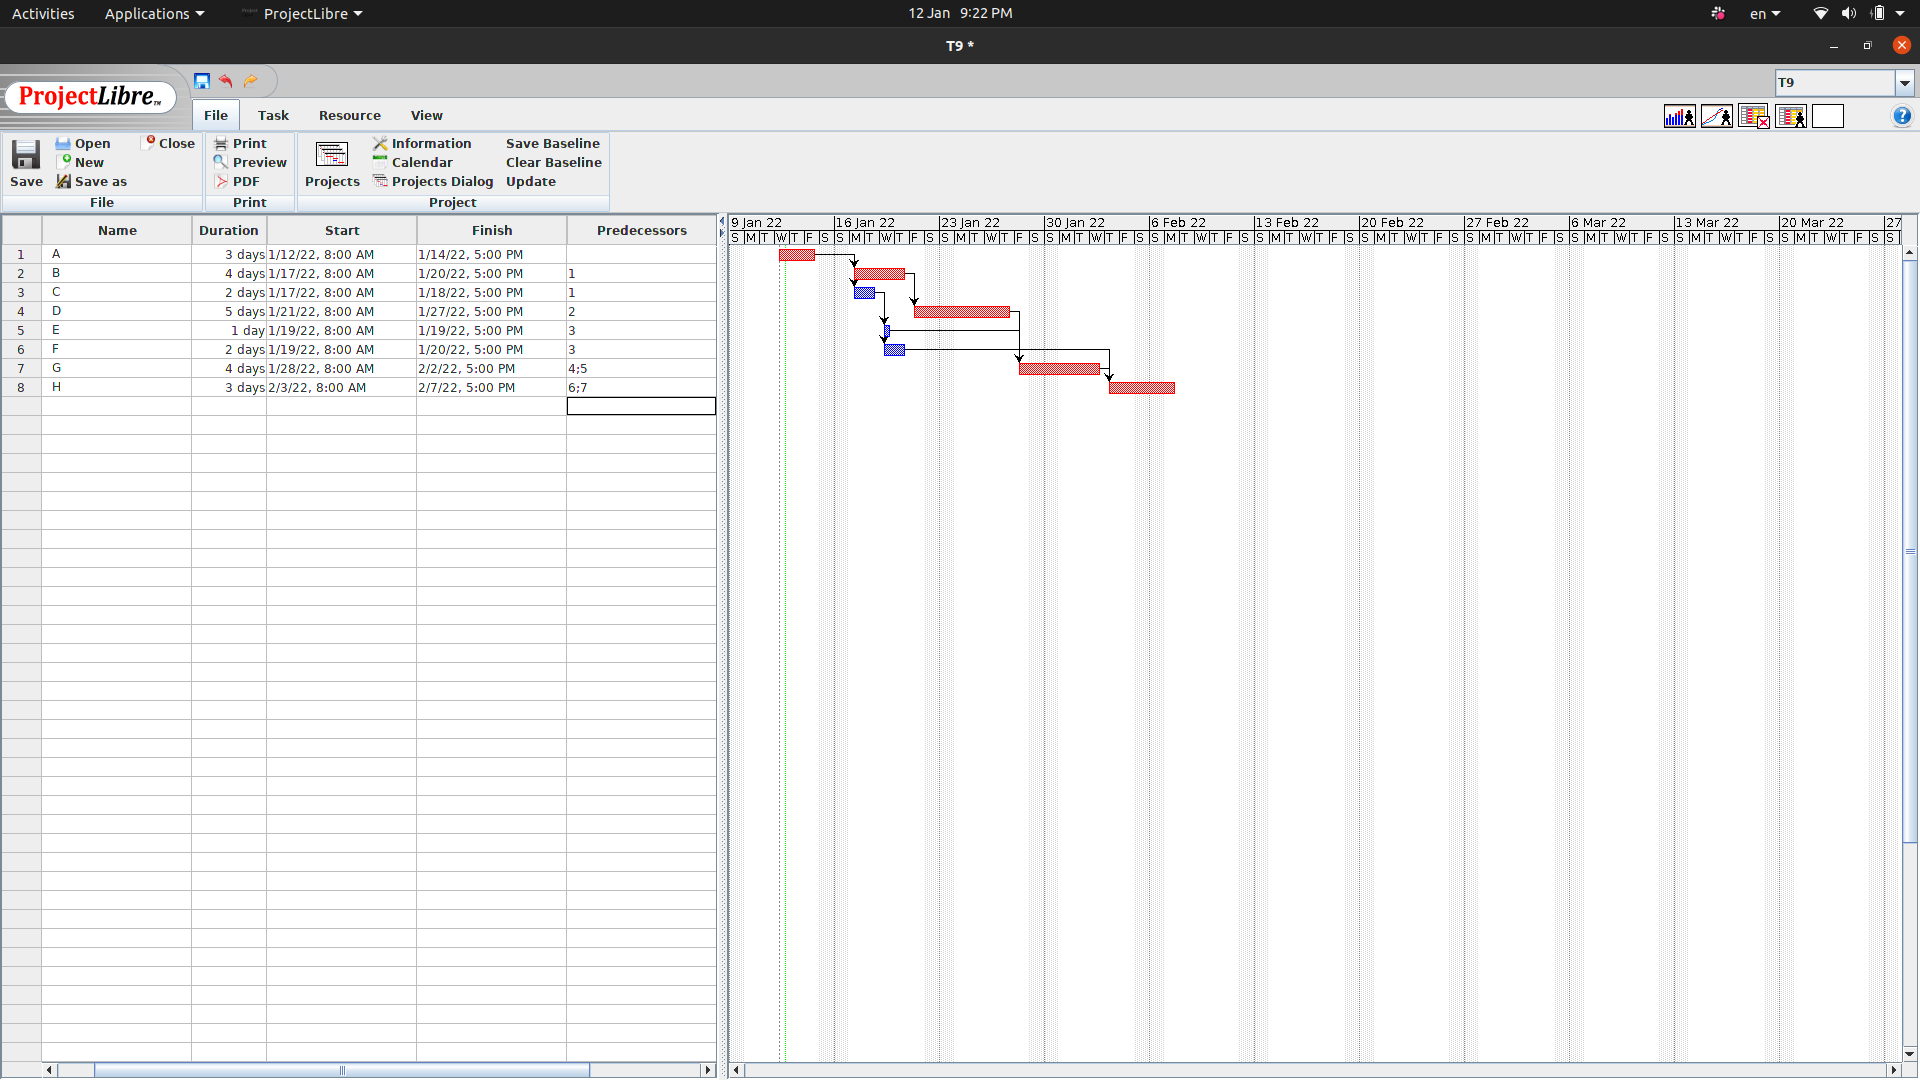 Activities Applications ProjectLibre 12 Jan 9:22 PM en
T9 *
ProjectLibre™ T9
File Task Resource View
Save Open New Save as Close
Print Preview PDF
Projects Information Calendar Projects Dialog Save Baseline Clear Baseline Update
File Print Project
Name Duration Start Finish Predecessors
1 A 3 days 1/12/22, 8:00 AM 1/14/22, 5:00 PM
2 B 4 days 1/17/22, 8:00 AM 1/20/22, 5:00 PM 1
3 C 2 days 1/17/22, 8:00 AM 1/18/22, 5:00 PM 1
4 D 5 days 1/21/22, 8:00 AM 1/27/22, 5:00 PM 2
5 E 1 day 1/19/22, 8:00 AM 1/19/22, 5:00 PM 3
6 F 2 days 1/19/22, 8:00 AM 1/20/22, 5:00 PM 3
7 G 4 days 1/28/22, 8:00 AM 2/2/22, 5:00 PM 4;5
8 H 3 days 2/3/22, 8:00 AM 2/7/22, 5:00 PM 6;7
9 Jan 22 16 Jan 22 23 Jan 22 30 Jan 22 6 Feb 22 13 Feb 22 20 Feb 22 27 Feb 22 6 Mar 22 13 Mar 22 20 Mar 22 27
S M T W T F S S M T W T F S S M T W T F S S M T W T F S S M T W T F S S M T W T F S S M T W T F S S M T W T F S S M T W T F S S M T W T F S S M T W T F S S